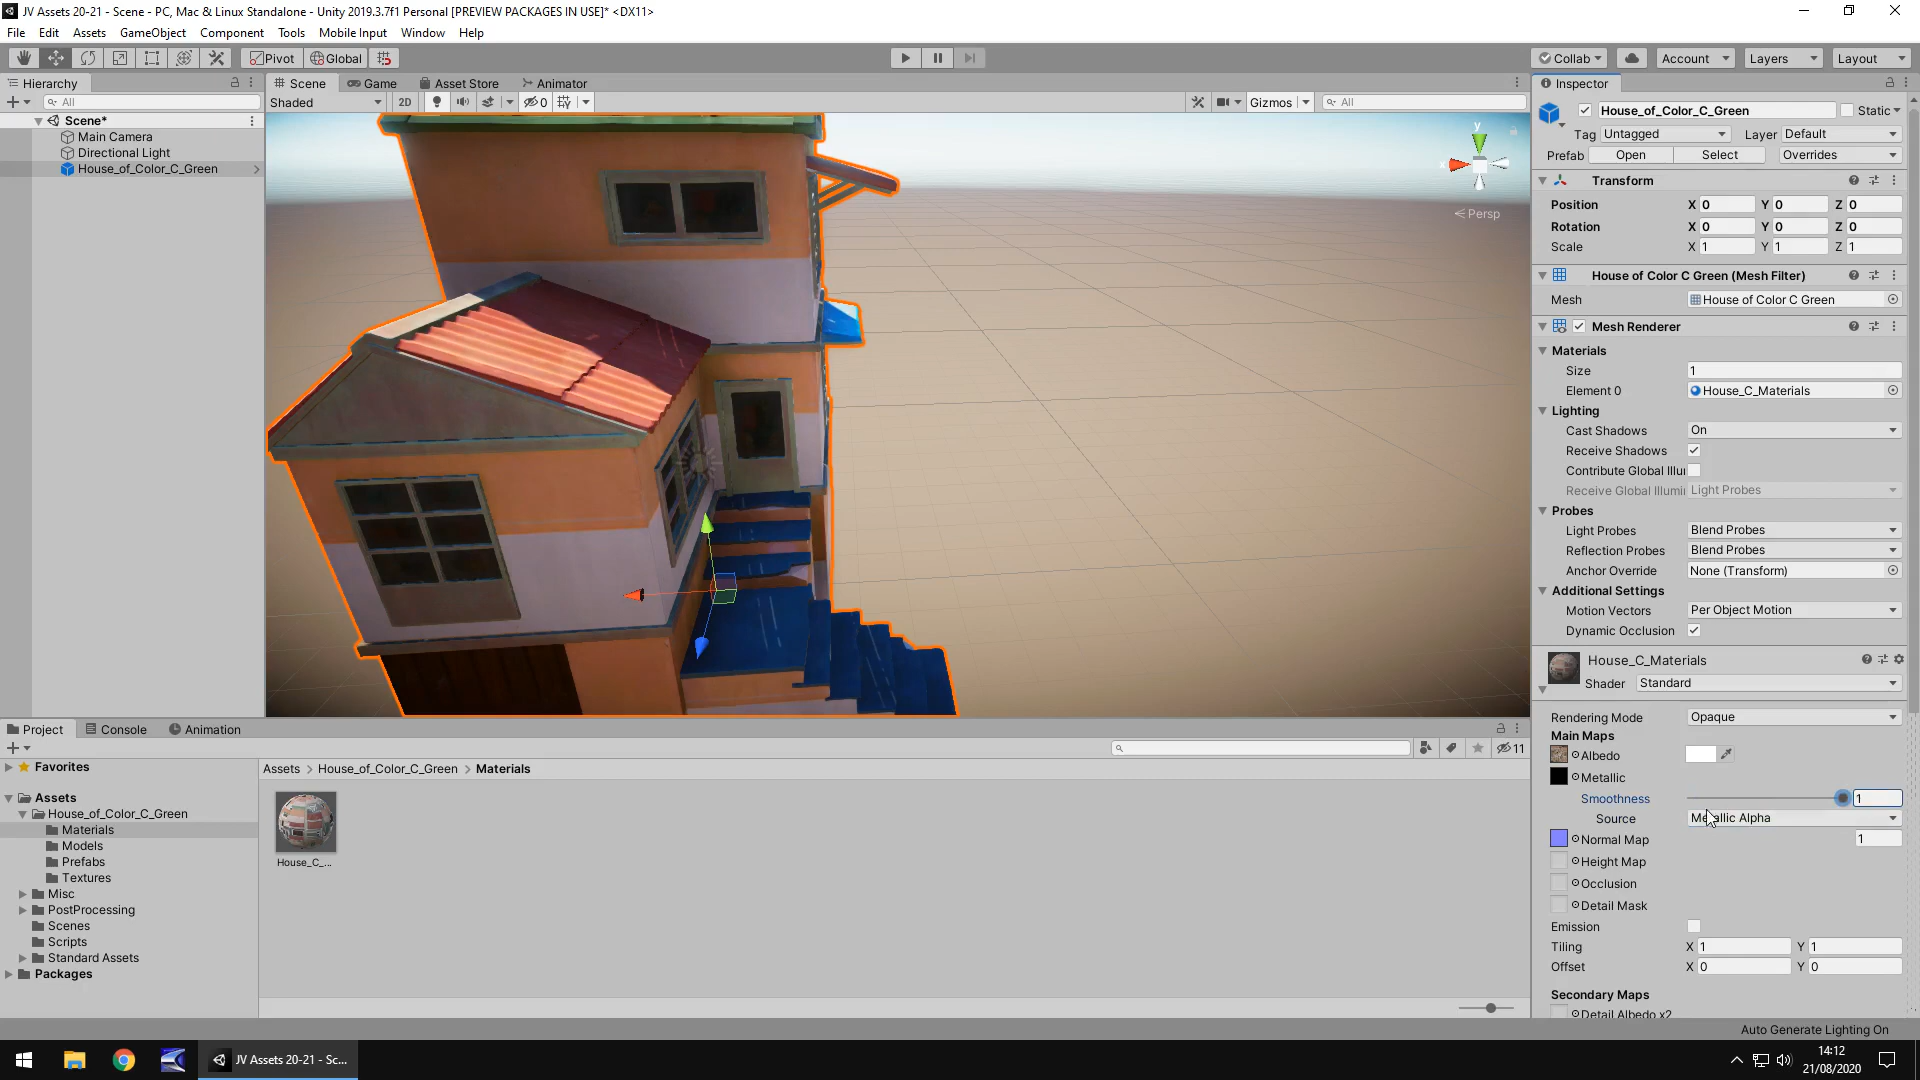 JV Assets 20-21 - Scene - PC, Mac & Linux Standalone - Unity 2019.3.7f1 Personal [PREVIEW PACKAGES IN USE]* <DX11>
File Edit Assets GameObject Component Tools Mobile Input Window Help
Pivot Global Collab Account Layers Layout
Hierarchy
All
Scene*
Main Camera
Directional Light
House_of_Color_C_Green
Scene Game Asset Store Animator
Shaded 2D 0 Gizmos All
y
x
Persp
Inspector
House_of_Color_C_Green Static
Tag Untagged Layer Default
Prefab Open Select Overrides
Transform
Position X 0 Y 0 Z 0
Rotation X 0 Y 0 Z 0
Scale X 1 Y 1 Z 1
House of Color C Green (Mesh Filter)
Mesh House of Color C Green
Mesh Renderer
Materials
Size 1
Element 0 House_C_Materials
Lighting
Cast Shadows On
Receive Shadows
Contribute Global Illu
Receive Global Illumi Light Probes
Probes
Light Probes Blend Probes
Reflection Probes Blend Probes
Anchor Override None (Transform)
Additional Settings
Motion Vectors Per Object Motion
Dynamic Occlusion
House_C_Materials
Shader Standard
Rendering Mode Opaque
Main Maps
Albedo
Metallic
Smoothness 1
Source Metallic Alpha
Normal Map 1
Height Map
Occlusion
Detail Mask
Emission
Tiling X 1 Y 1
Offset X 0 Y 0
Secondary Maps
Detail Albedo x2
Auto Generate Lighting On
Project Console Animation
11
Favorites
Assets
House_of_Color_C_Green
Materials
Models
Prefabs
Textures
Misc
PostProcessing
Scenes
Scripts
Standard Assets
Packages
Assets > House_of_Color_C_Green > Materials
House_C_...
JV Assets 20-21 - Sc...
14:12
21/08/2020